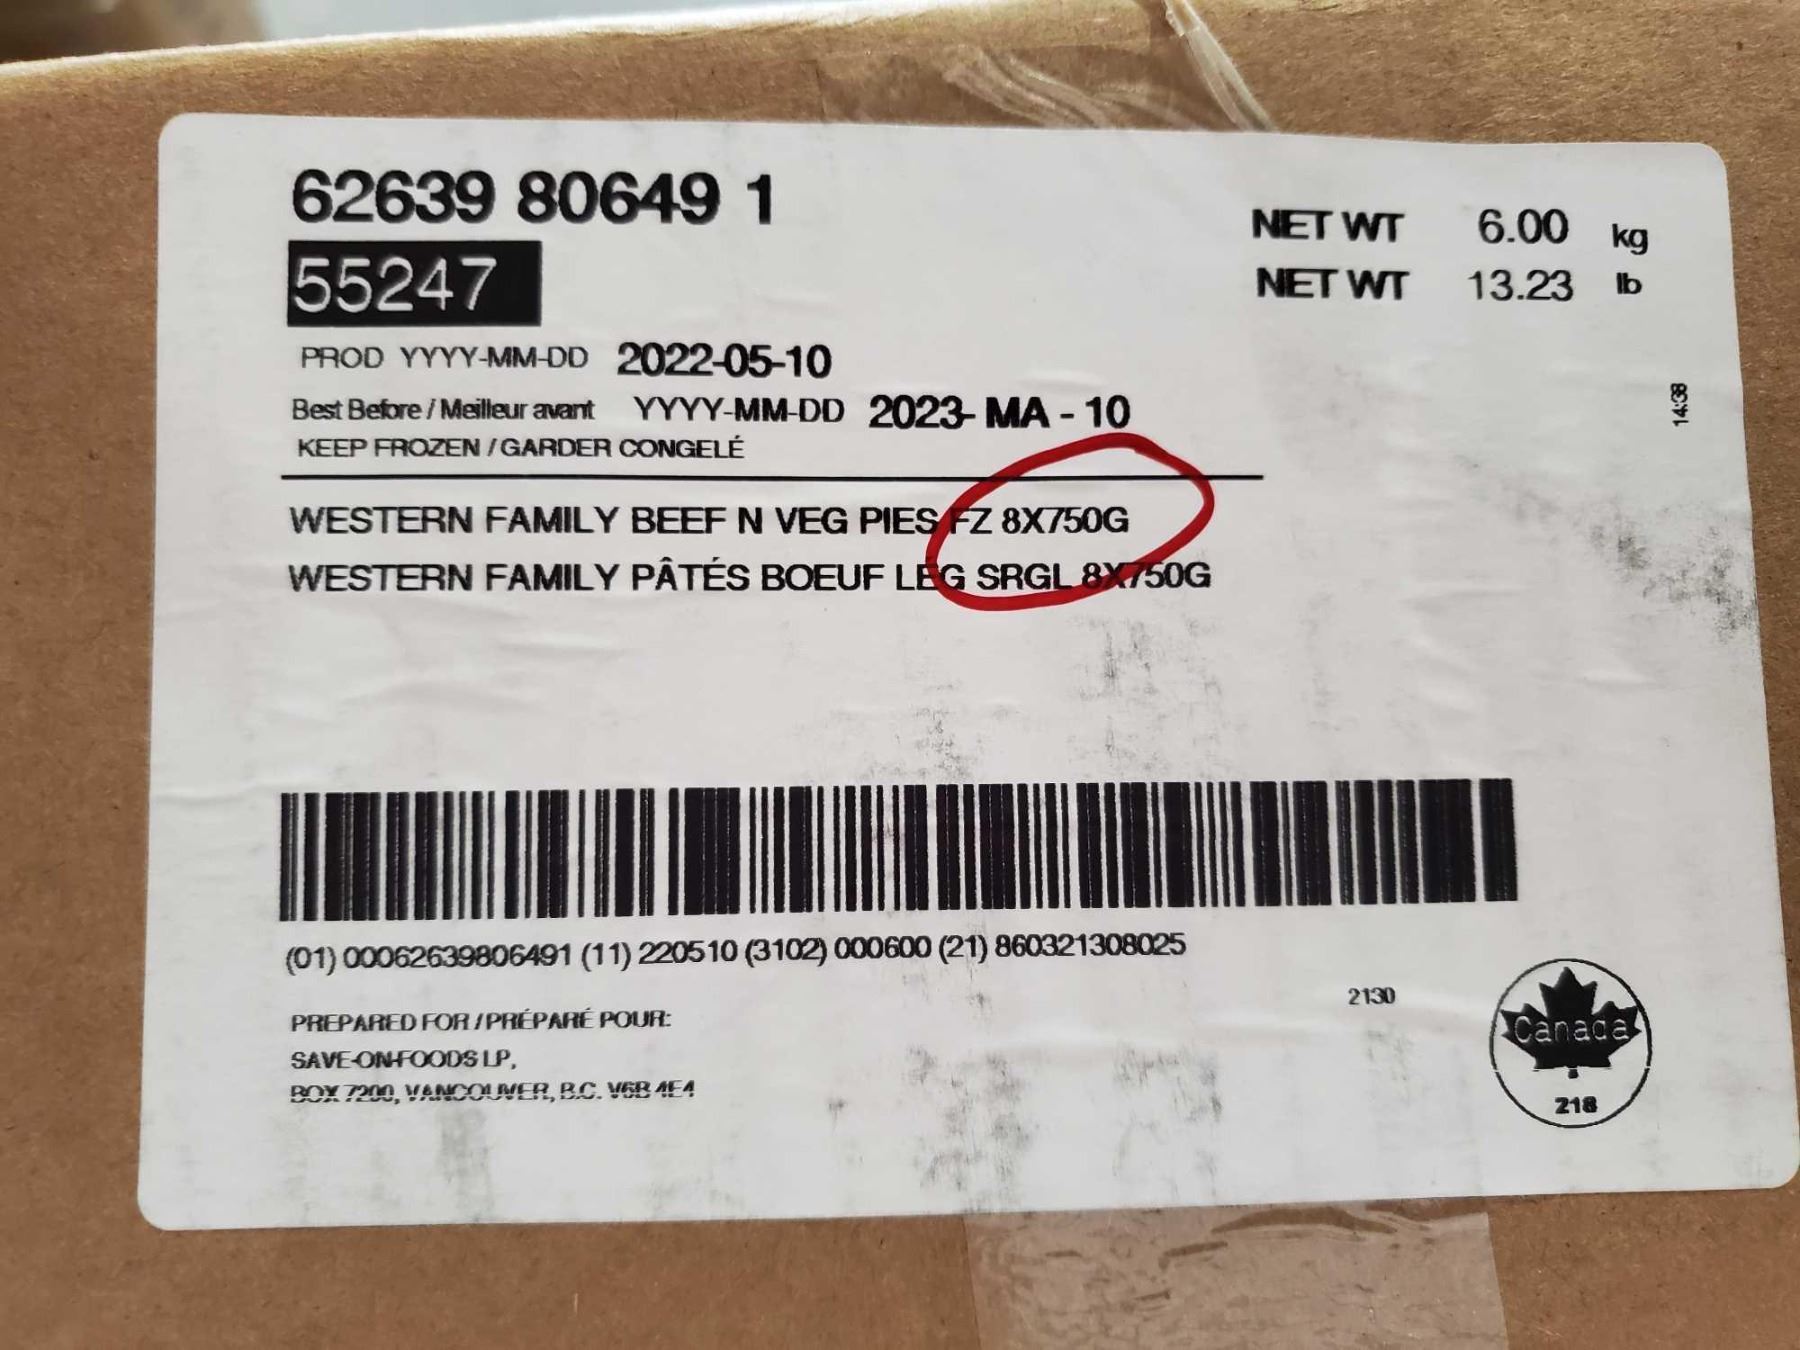 62639 80649 1
NET WT 6.00 kg
55247
NET WT 13.23 lb
PROD YYYY-MM-DD 2022-05-10
Best Before / Meilleur avant YYYY-MM-DD 2023- MA - 10
14:38
KEEP FROZEN / GARDER CONGELÉ
WESTERN FAMILY BEEF N VEG PIES FZ 8X750G
WESTERN FAMILY PÂTÉS BOEUF LÉG SRGL 8X750G
(01) 00062639806491 (11) 220510 (3102) 000600 (21) 860321308025
2130
PREPARED FOR / PRÉPARÉ POUR:
SAVE-ON-FOODS LP,
BOX 7200, VANCOUVER, B.C. V6B 4E4
Canada
218